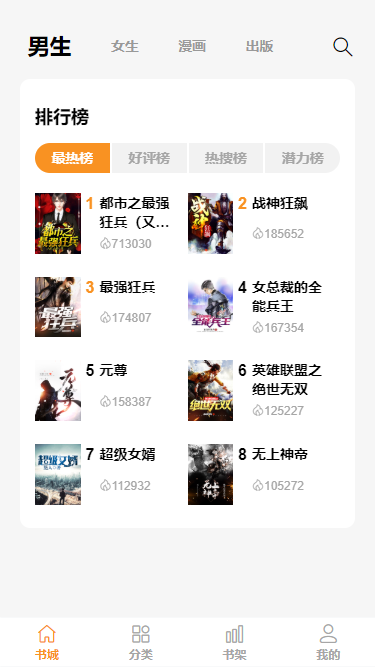 男生 女生 漫画 出版
排行榜
最热榜 好评榜 热搜榜 潜力榜
1 都市之最强
狂兵（又...
713030
2 战神狂飙
185652
3 最强狂兵
174807
4 女总裁的全
能兵王
167354
5 元尊
158387
6 英雄联盟之
绝世无双
125227
7 超级女婿
112932
8 无上神帝
105272
都市之
最强狂兵
战神
狂飙
最强
狂兵
全能兵王
元尊
绝世无双
超级女婿
无上
神帝
书城 分类 书架 我的